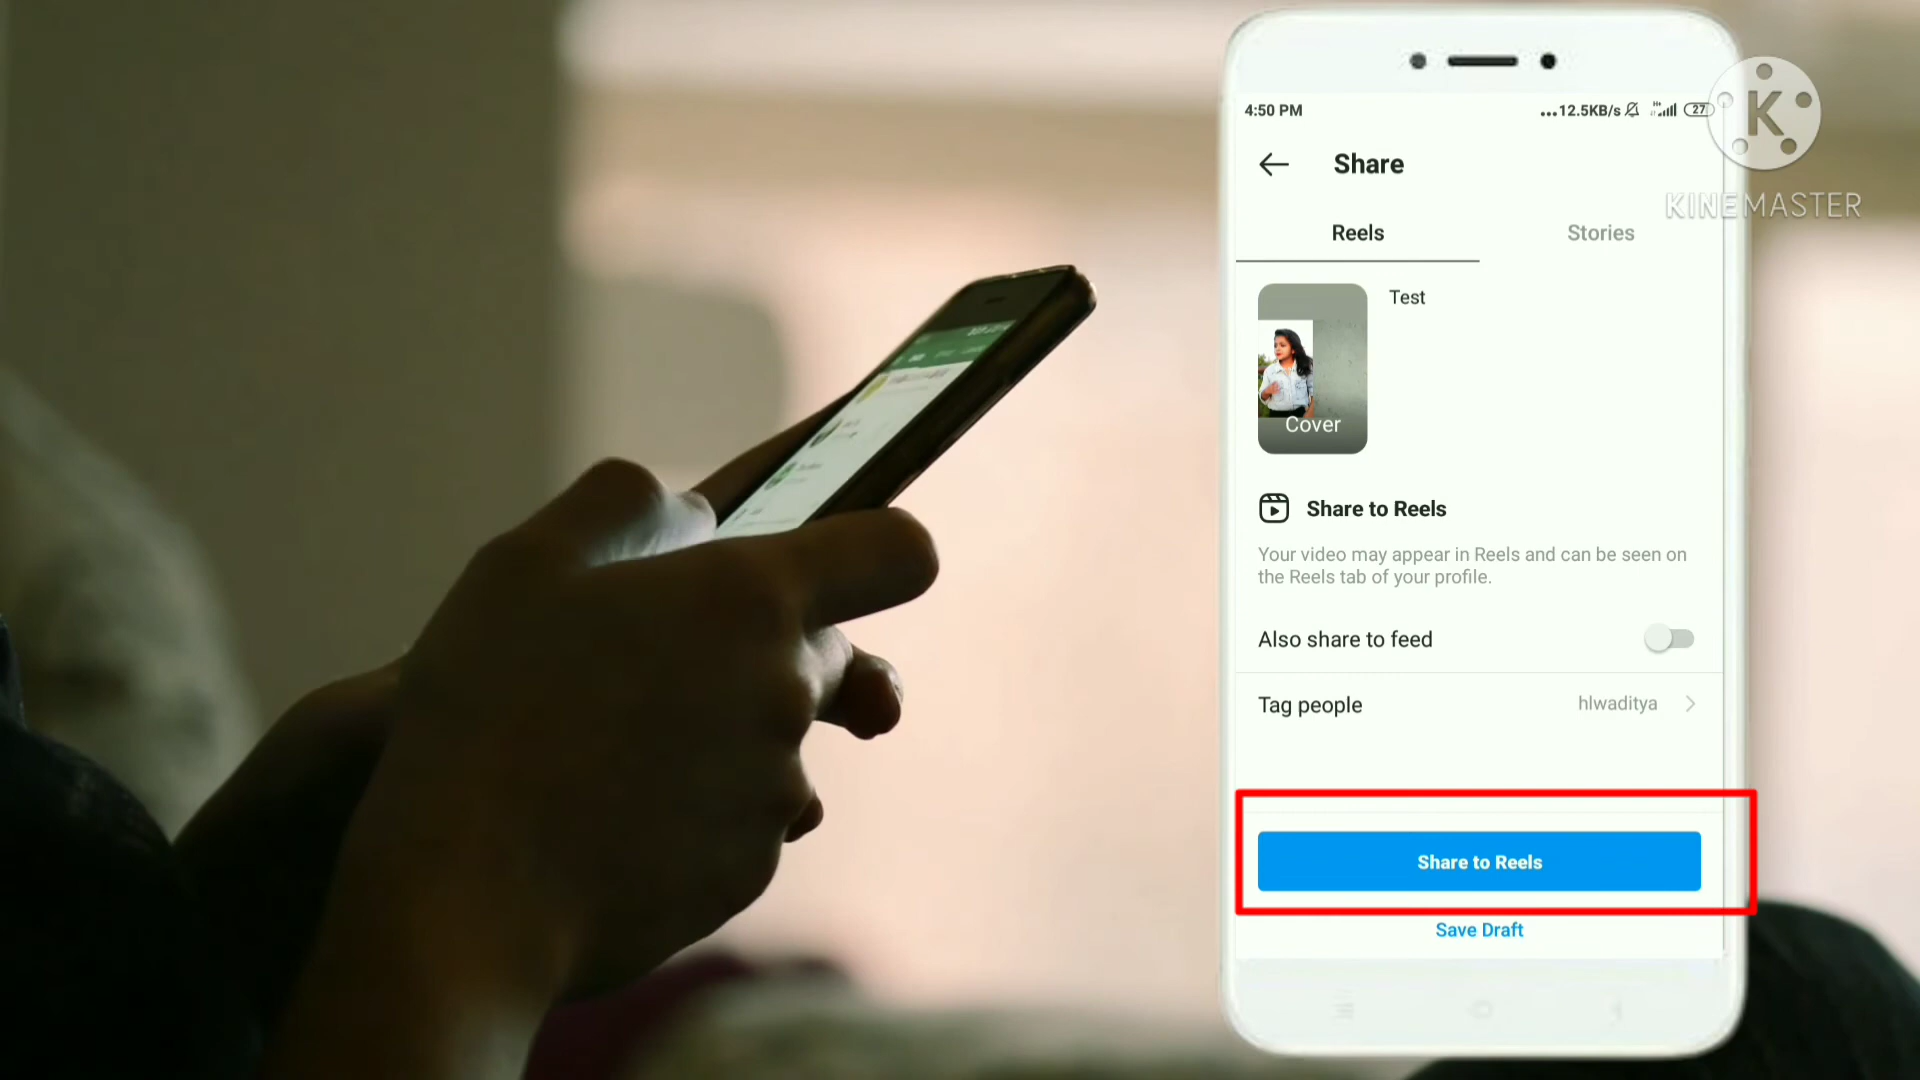 4:50 PM
...12.5KB/s
27
K
KINEMASTER
Share
Reels
Stories
Test
Cover
Share to Reels
Your video may appear in Reels and can be seen on
the Reels tab of your profile.
Also share to feed
Tag people
hlwaditya
Share to Reels
Save Draft